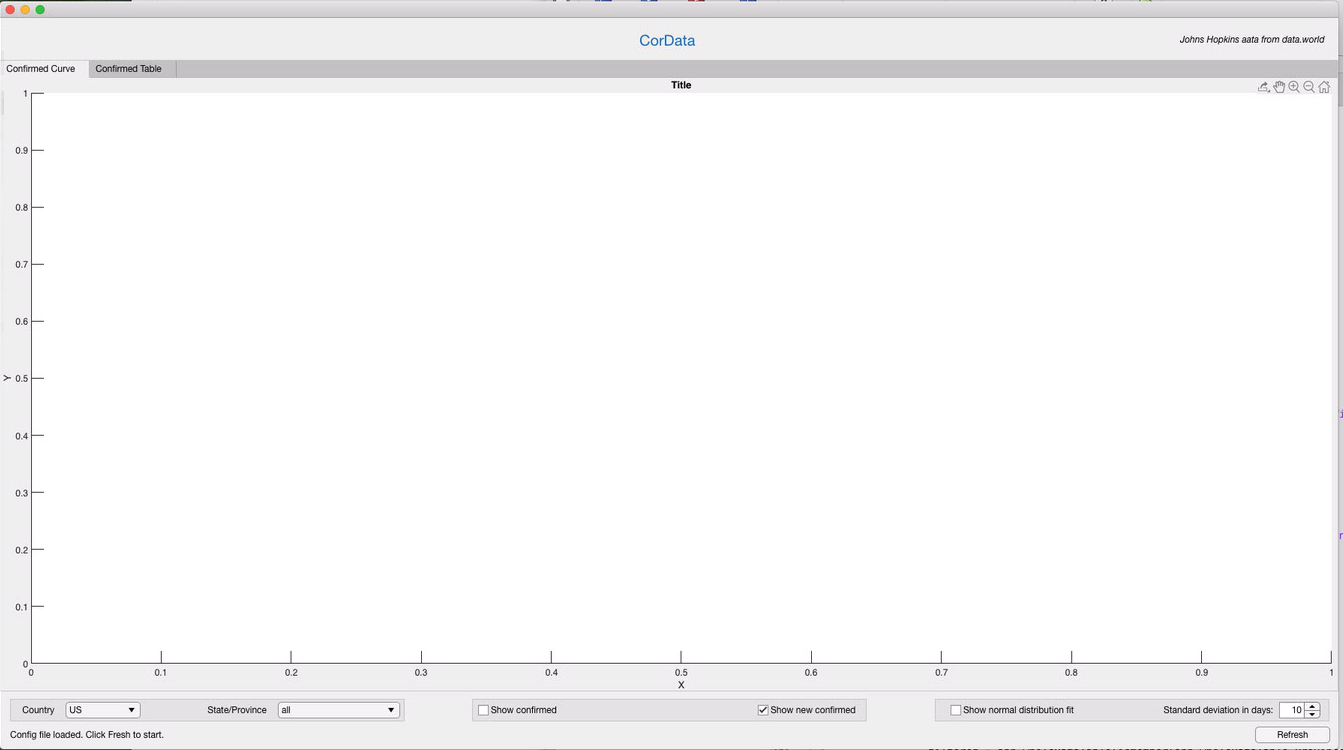 CorData
Johns Hopkins aata from data.world
Confirmed Curve Confirmed Table
Title
1
0.9
0.8
0.7
0.6
Y 0.5
0.4
0.3
0.2
0.1
0
0 0.1 0.2 0.3 0.4 0.5 0.6 0.7 0.8 0.9 1
X
Country US State/Province all Show confirmed Show new confirmed Show normal distribution fit Standard deviation in days: 10
Config file loaded. Click Fresh to start. Refresh